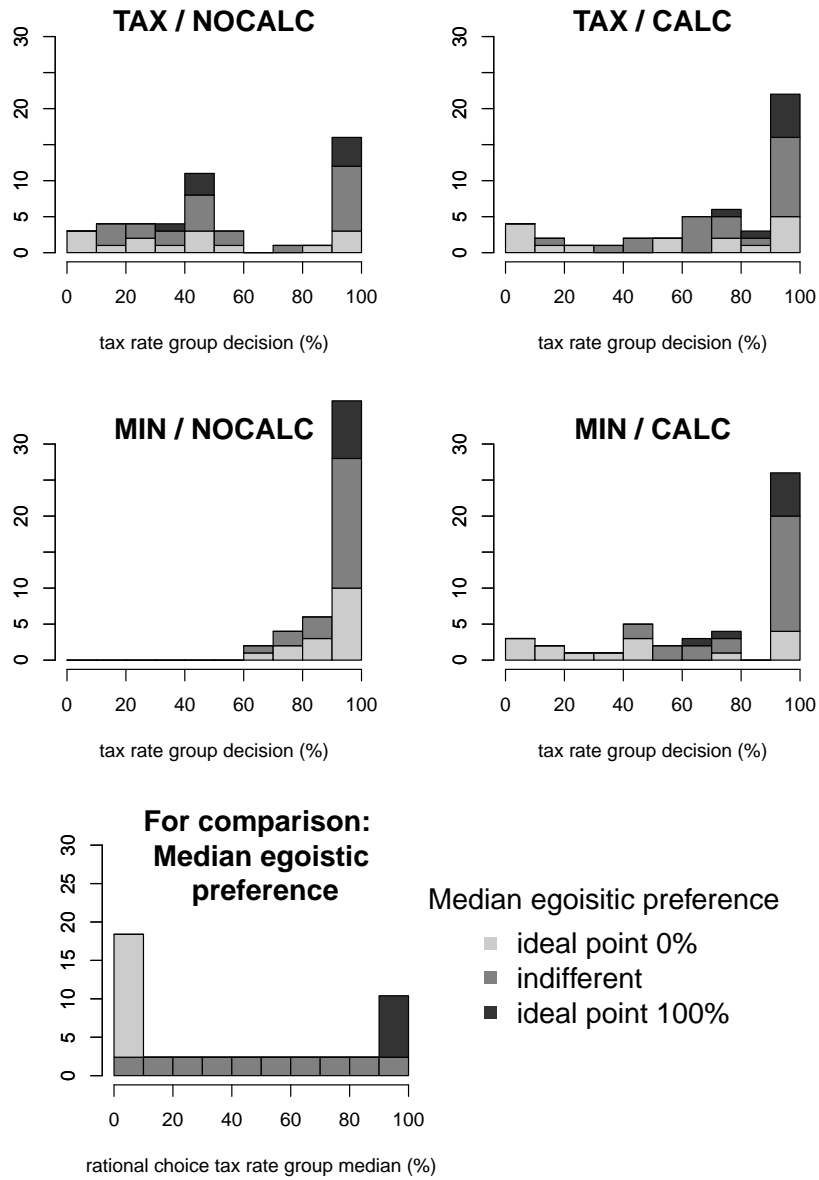 TAX / NOCALC
30
20
10
5
0
0 20 40 60 80 100
tax rate group decision (%)
TAX / CALC
30
20
10
5
0
0 20 40 60 80 100
tax rate group decision (%)
MIN / NOCALC
30
20
10
5
0
0 20 40 60 80 100
tax rate group decision (%)
MIN / CALC
30
20
10
5
0
0 20 40 60 80 100
tax rate group decision (%)
For comparison:
Median egoistic
preference
30
25
20
15
10
5
0
0 20 40 60 80 100
rational choice tax rate group median (%)
Median egoisitic preference
ideal point 0%
indifferent
ideal point 100%